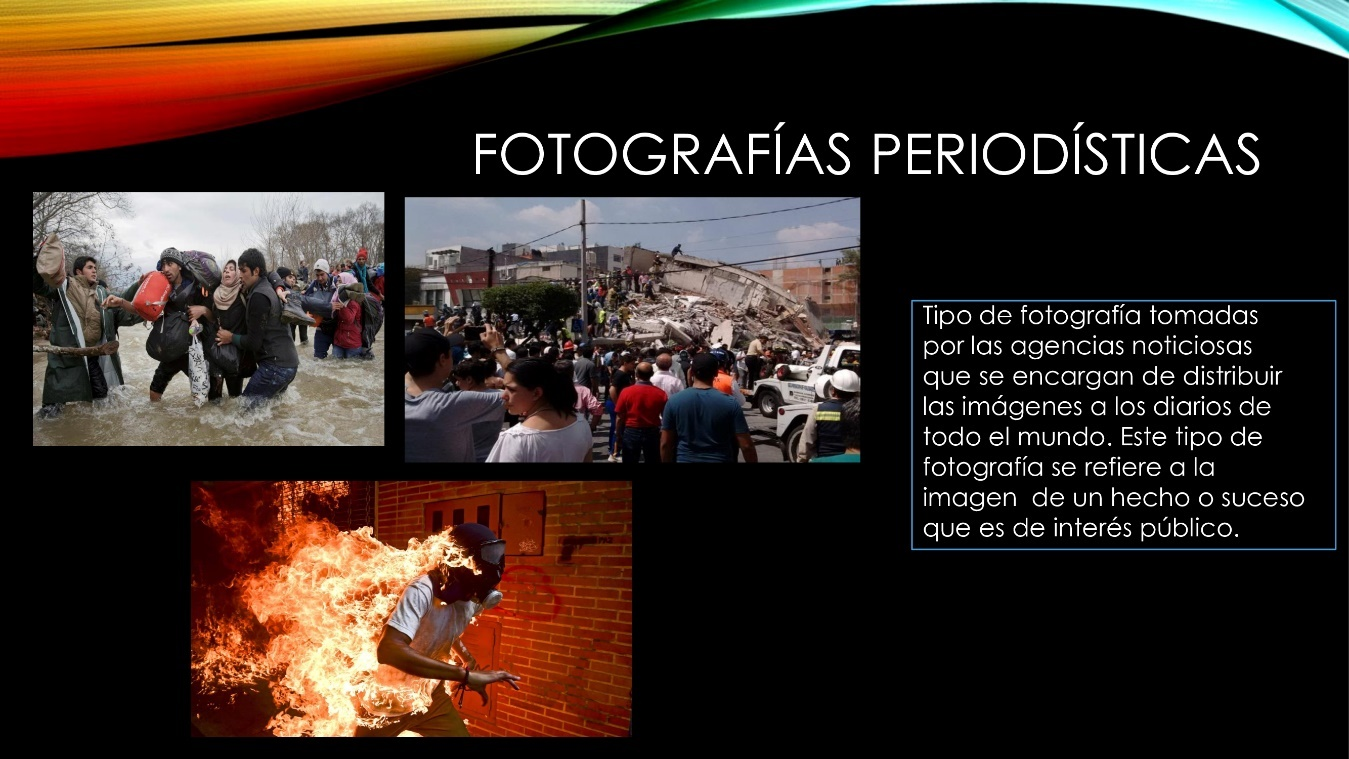 FOTOGRAFÍAS PERIODÍSTICAS
Tipo de fotografía tomadas
por las agencias noticiosas
que se encargan de distribuir
las imágenes a los diarios de
todo el mundo. Este tipo de
fotografía se refiere a la
imagen  de un hecho o suceso
que es de interés público.